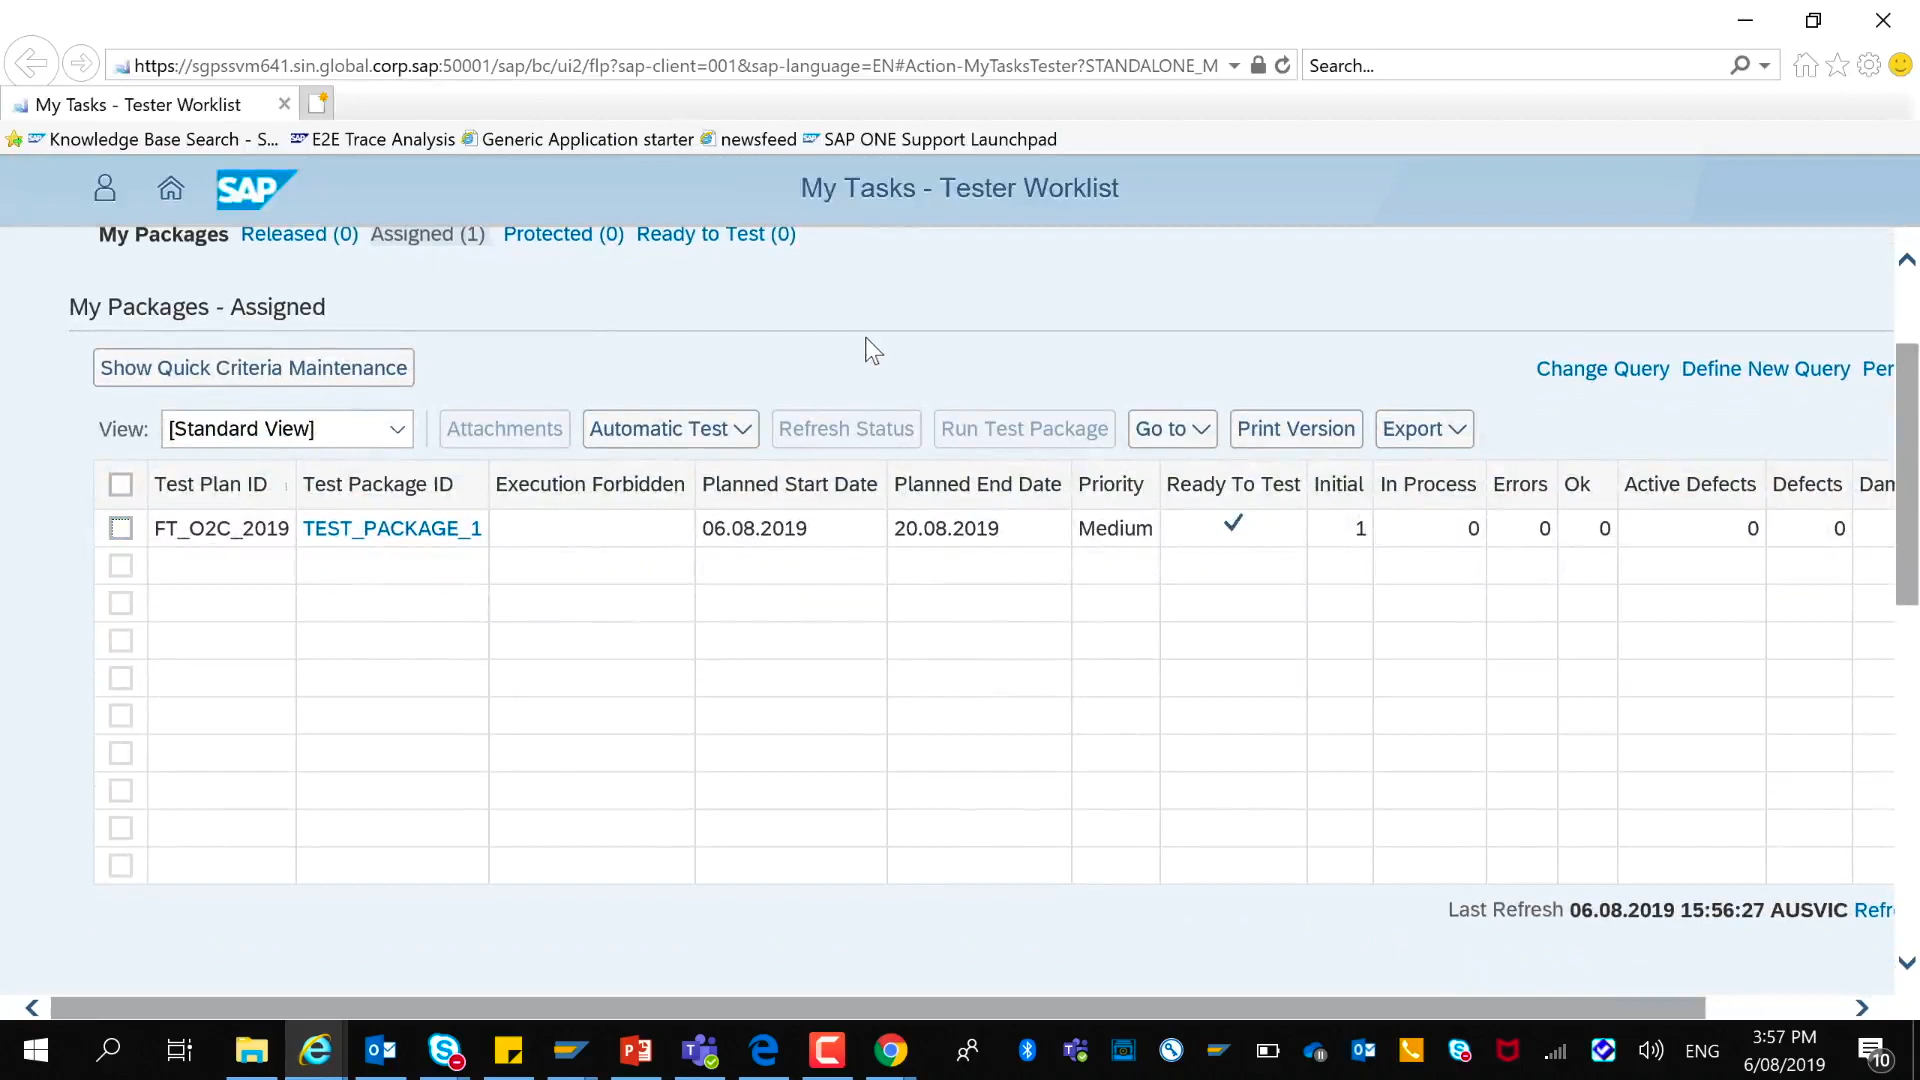 https://sgpssvm641.sin.global.corp.sap:50001/sap/bc/ui2/flp?sap-client=001&sap-language=EN#Action-MyTasksTester?STANDALONE_M Search...
My Tasks - Tester Worklist
Knowledge Base Search - S... E2E Trace Analysis Generic Application starter newsfeed SAP ONE Support Launchpad
SAP My Tasks - Tester Worklist
My Packages Released (0) Assigned (1) Protected (0) Ready to Test (0)
My Packages - Assigned
Show Quick Criteria Maintenance Change Query Define New Query Per
View: [Standard View] Attachments Automatic Test Refresh Status Run Test Package Go to Print Version Export
Test Plan ID Test Package ID Execution Forbidden Planned Start Date Planned End Date Priority Ready To Test Initial In Process Errors Ok Active Defects Defects Dam
FT_O2C_2019 TEST_PACKAGE_1 06.08.2019 20.08.2019 Medium 1 0 0 0 0 0
Last Refresh 06.08.2019 15:56:27 AUSVIC Refr
ENG 3:57 PM 10
6/08/2019